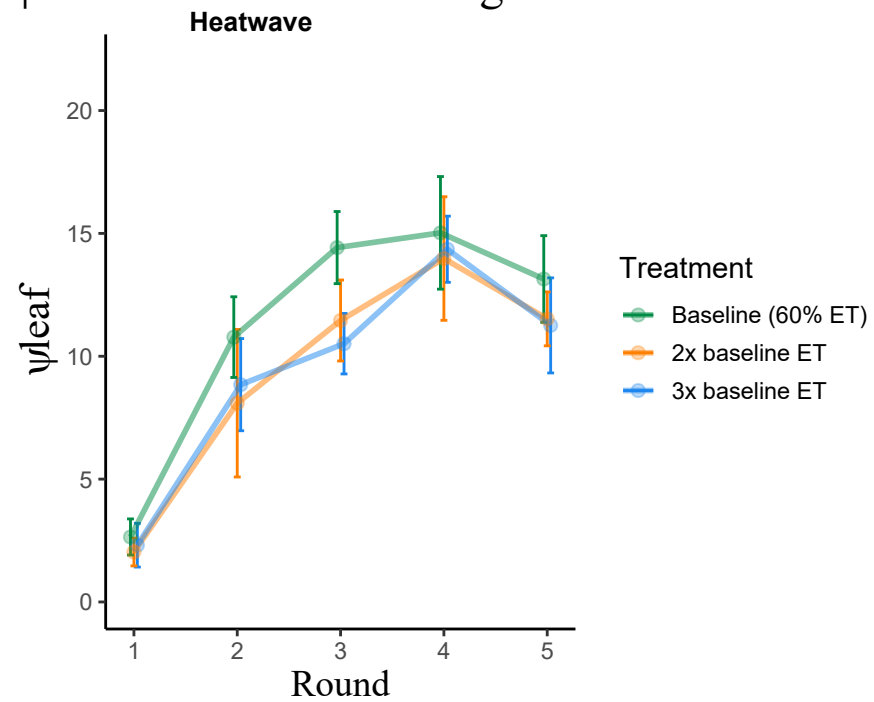 Heatwave
20
15
10
5
0
ψleaf
1 2 3 4 5
Round
Treatment
Baseline (60% ET)
2x baseline ET
3x baseline ET